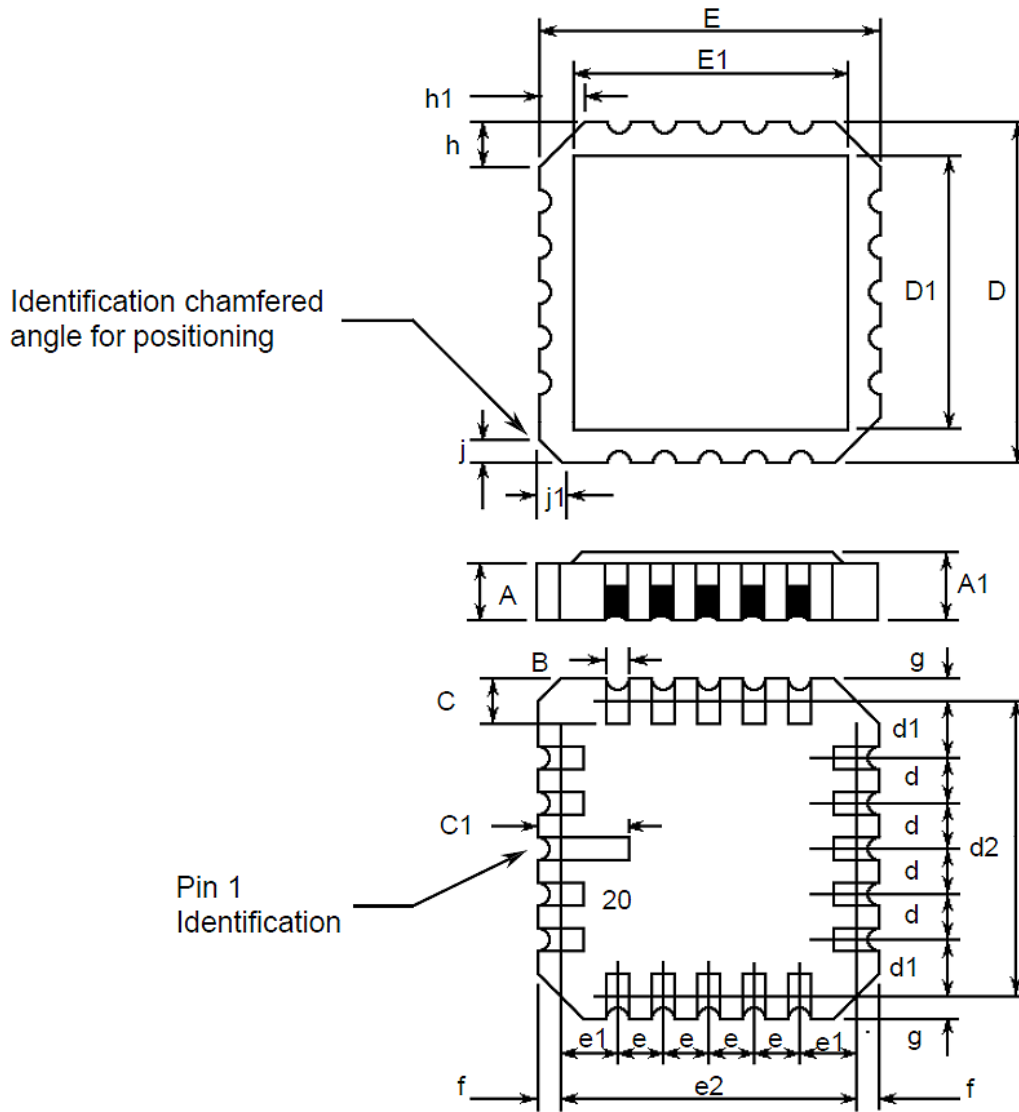 E
E1
h1
h
D1
D
Identification chamfered
angle for positioning
j
j1
A
A1
B
g
C
d1
d
C1
d
d2
d
Pin 1
Identification
20
d
d1
e1 e e e e e1
g
f
e2
f